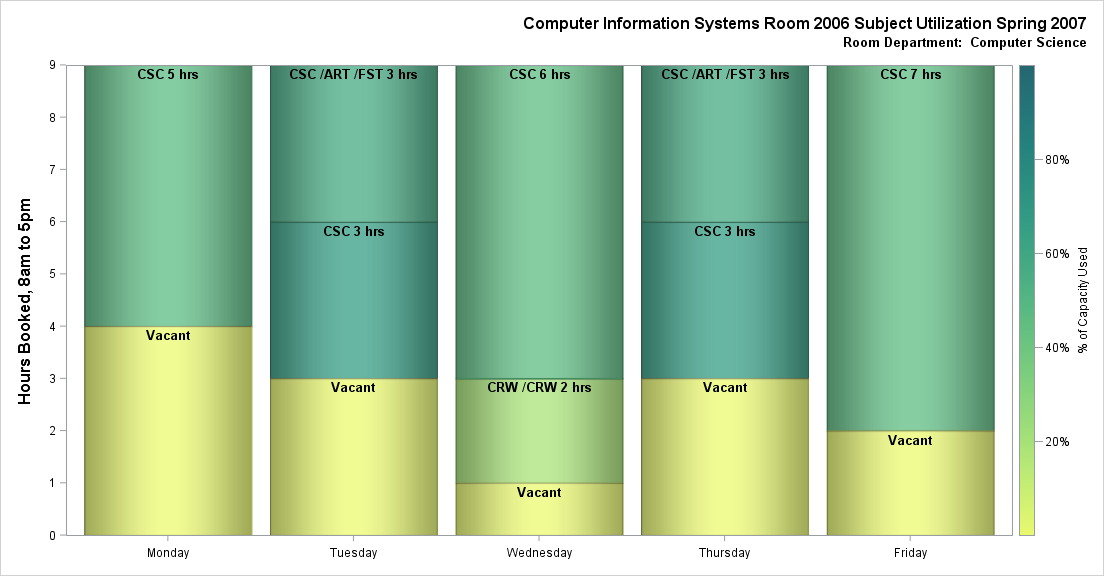 Computer Information Systems Room 2006 Subject Utilization Spring 2007
Room Department:  Computer Science
Hours Booked, 8am to 5pm
9
8
7
6
5
4
3
2
1
0
CSC 5 hrs
Vacant
CSC /ART /FST 3 hrs
CSC 3 hrs
Vacant
CSC 6 hrs
CRW /CRW 2 hrs
Vacant
CSC /ART /FST 3 hrs
CSC 3 hrs
Vacant
CSC 7 hrs
Vacant
Monday
Tuesday
Wednesday
Thursday
Friday
80%
60%
40%
20%
% of Capacity Used